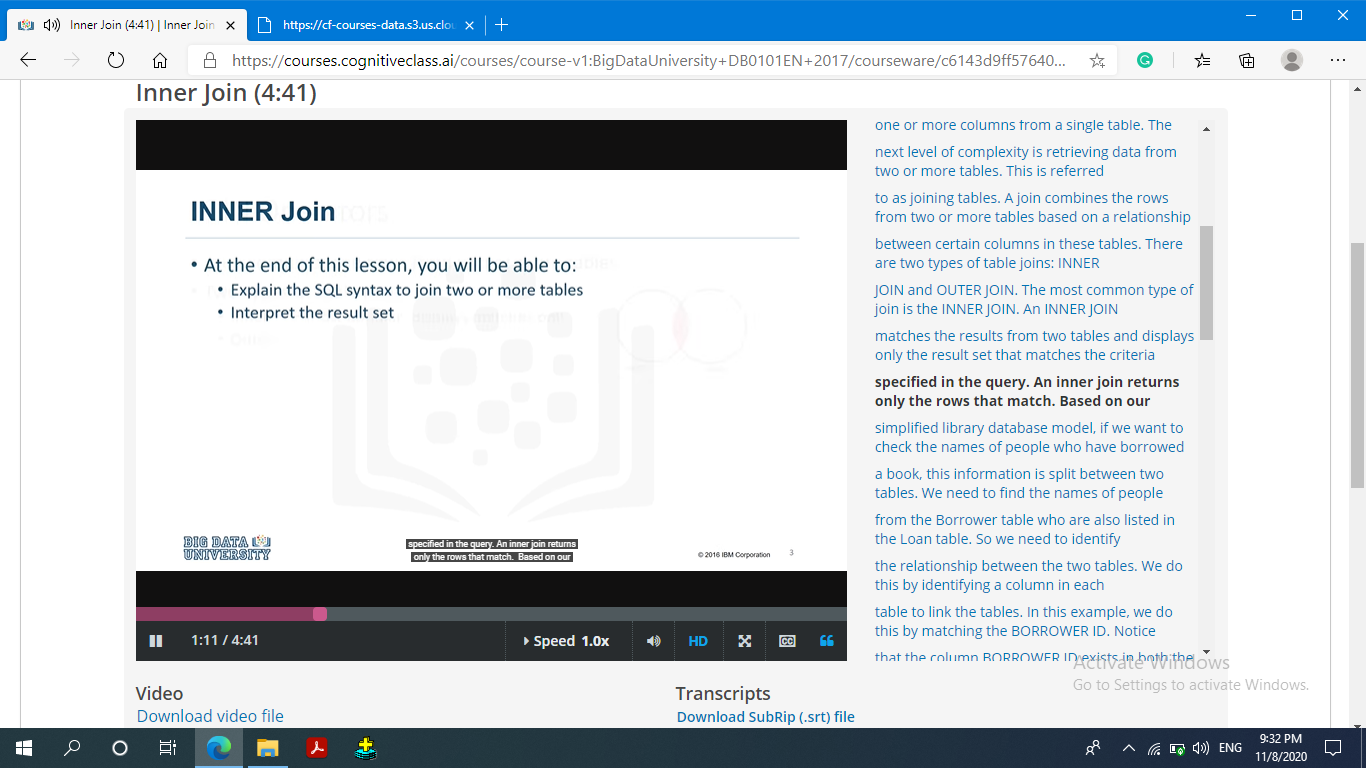 Inner Join (4:41) | Inner Join
https://cf-courses-data.s3.us.clou
https://courses.cognitiveclass.ai/courses/course-v1:BigDataUniversity+DB0101EN+2017/courseware/c6143d9ff57640...
Inner Join (4:41)
INNER Join
• At the end of this lesson, you will be able to:
• Explain the SQL syntax to join two or more tables
• Interpret the result set
BIG DATA
UNIVERSITY
specified in the query. An inner join returns
only the rows that match. Based on our
© 2016 IBM Corporation
3
1:11 / 4:41
Speed 1.0x
HD
CC
one or more columns from a single table. The
next level of complexity is retrieving data from
two or more tables. This is referred
to as joining tables. A join combines the rows
from two or more tables based on a relationship
between certain columns in these tables. There
are two types of table joins: INNER
JOIN and OUTER JOIN. The most common type of
join is the INNER JOIN. An INNER JOIN
matches the results from two tables and displays
only the result set that matches the criteria
specified in the query. An inner join returns
only the rows that match. Based on our
simplified library database model, if we want to
check the names of people who have borrowed
a book, this information is split between two
tables. We need to find the names of people
from the Borrower table who are also listed in
the Loan table. So we need to identify
the relationship between the two tables. We do
this by identifying a column in each
table to link the tables. In this example, we do
this by matching the BORROWER ID. Notice
that the column BORROWER ID exists in both the
Activate Windows
Go to Settings to activate Windows.
Video
Download video file
Transcripts
Download SubRip (.srt) file
ENG
9:32 PM
11/8/2020